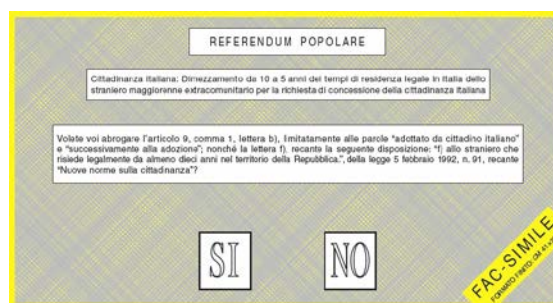 REFERENDUM POPOLARE
Cittadinanza italiana: Dimezzamento da 10 a 5 anni dei tempi di residenza legale in Italia dello
straniero maggiorenne extracomunitario per la richiesta di concessione della cittadinanza italiana
Volete voi abrogare l'articolo 9, comma 1, lettera b), limitatamente alle parole "adottato da cittadino italiano"
e "successivamente alla adozione"; nonché la lettera f), recante la seguente disposizione: "f) allo straniero che
risiede legalmente da almeno dieci anni nel territorio della Repubblica.", della legge 5 febbraio 1992, n. 91, recante
"Nuove norme sulla cittadinanza"?
SI
NO
FAC-SIMILE
FORMATO FINITO: CM 41